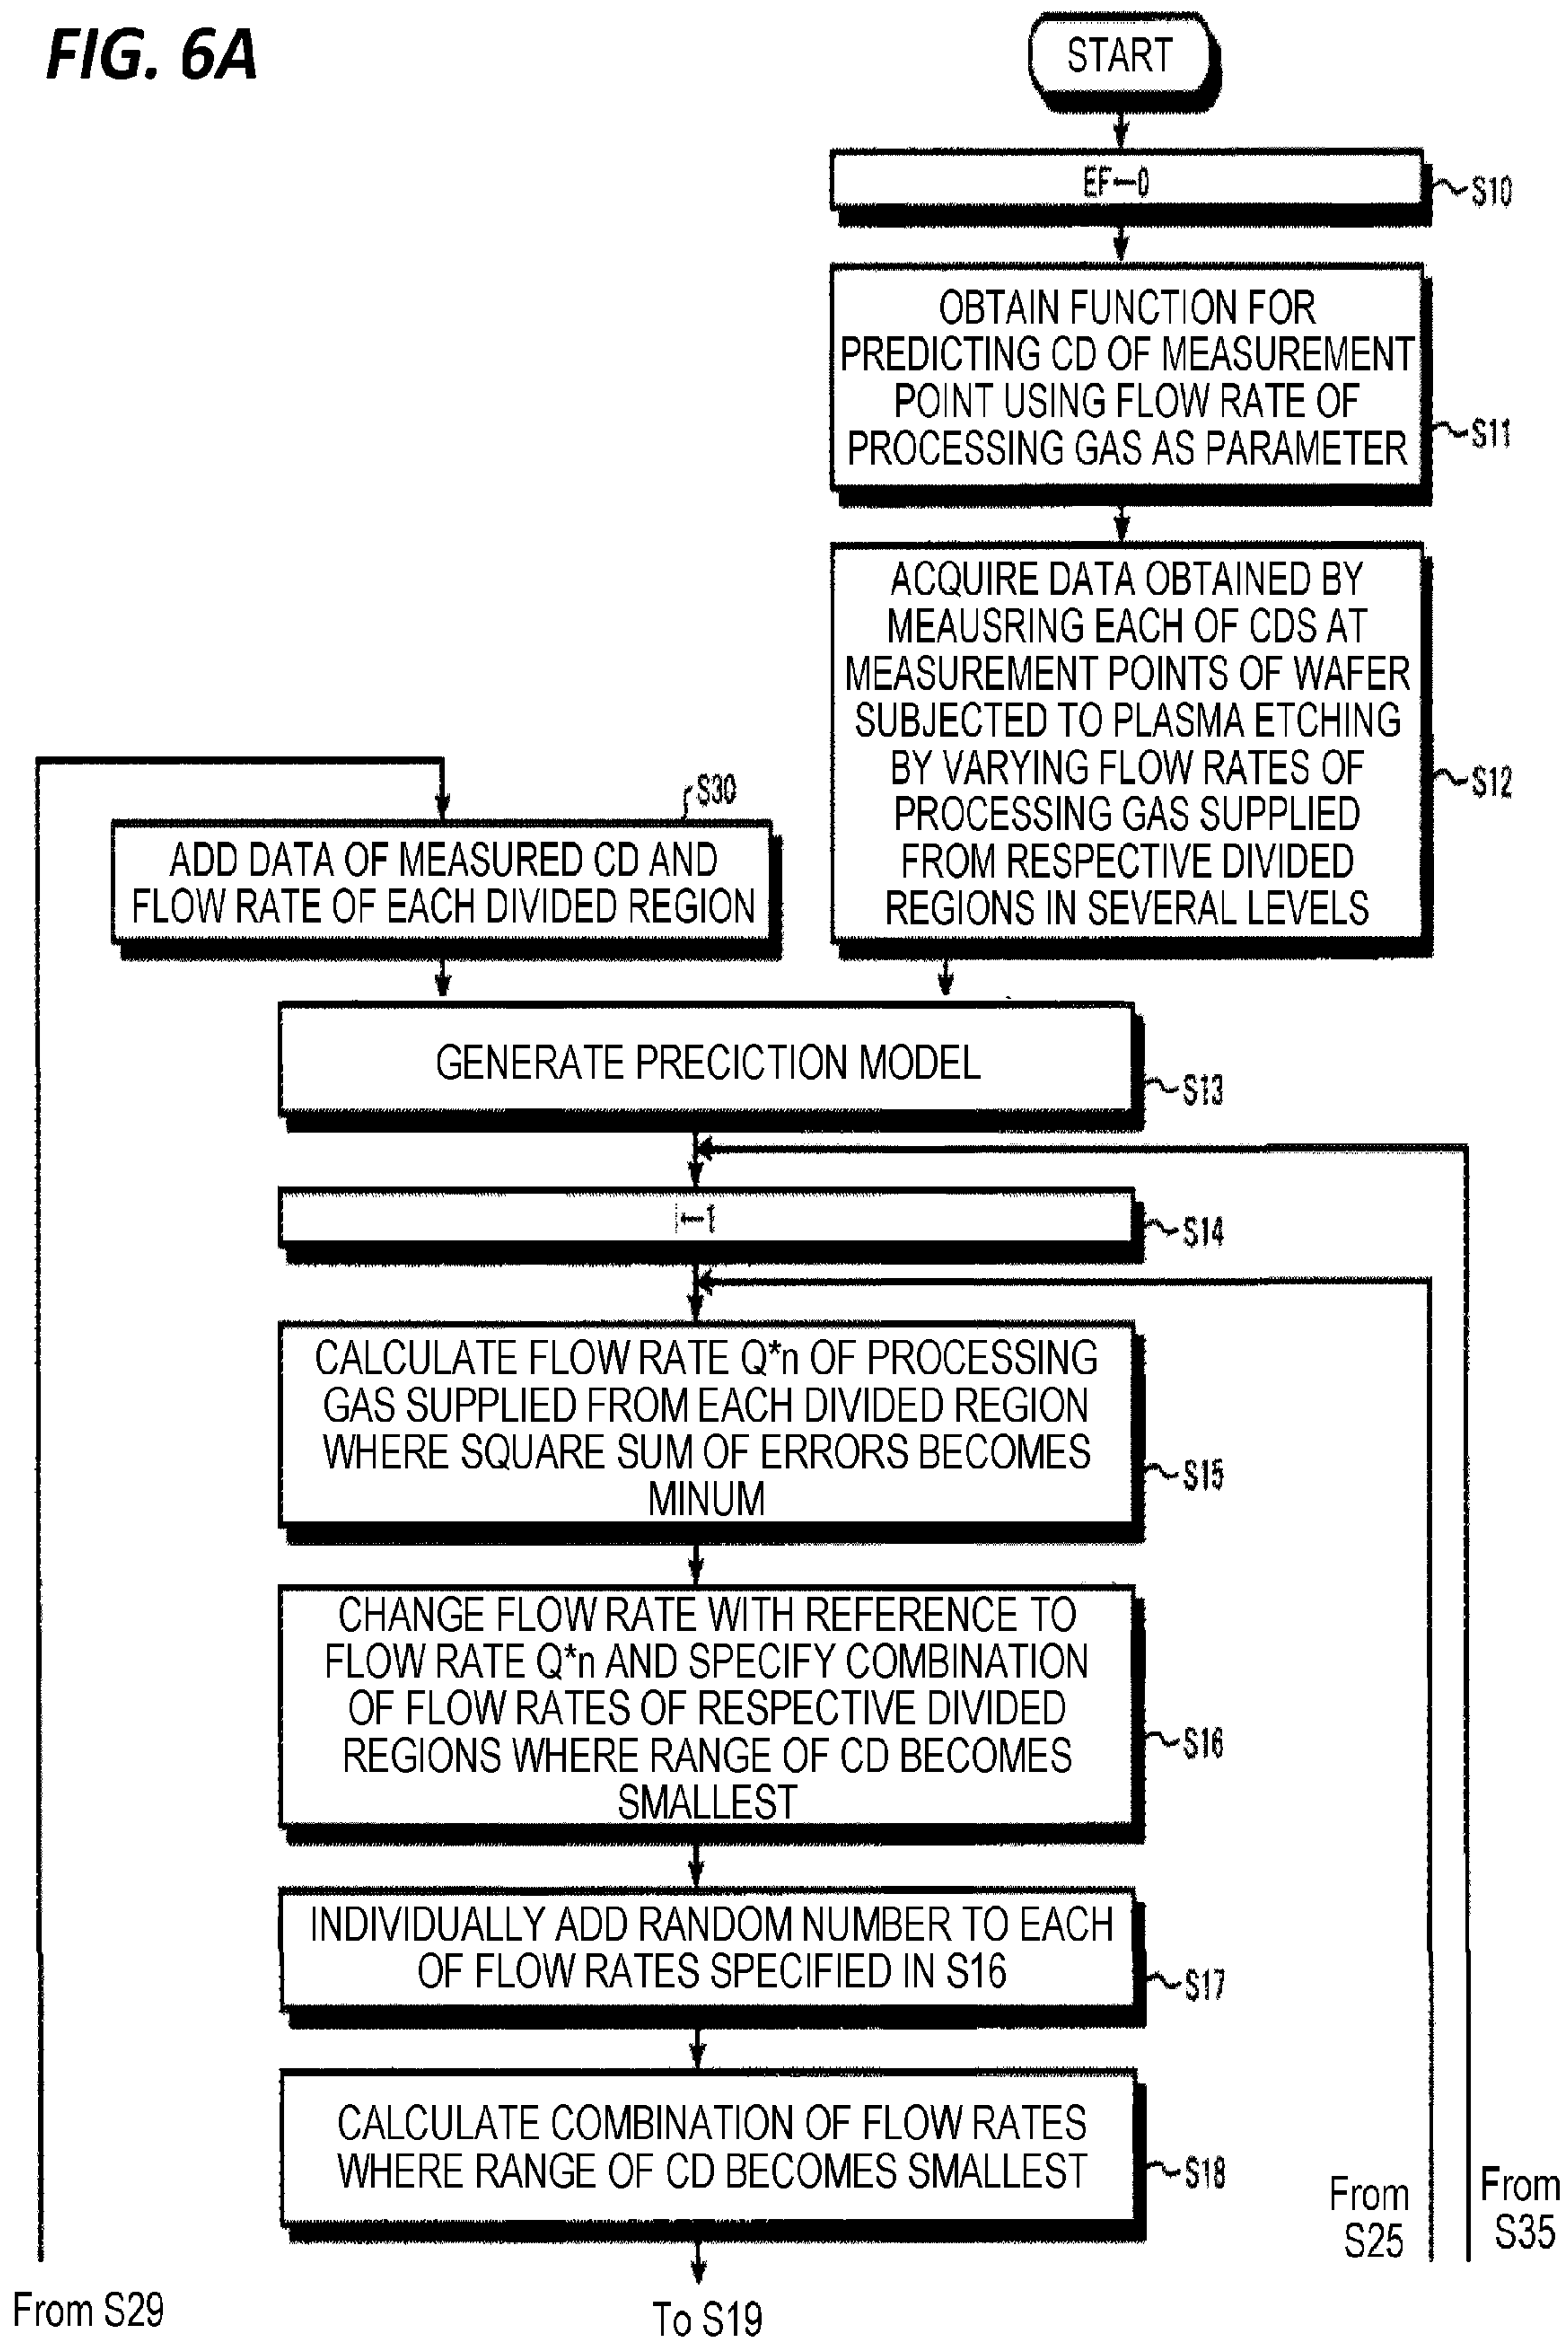 FIG. 6A
START
EF←0
S10
OBTAIN FUNCTION FOR
PREDICTING CD OF MEASUREMENT
POINT USING FLOW RATE OF
PROCESSING GAS AS PARAMETER
S11
ACQUIRE DATA OBTAINED BY
MEAUSRING EACH OF CDS AT
MEASUREMENT POINTS OF WAFER
SUBJECTED TO PLASMA ETCHING
BY VARYING FLOW RATES OF
PROCESSING GAS SUPPLIED
FROM RESPECTIVE DIVIDED
REGIONS IN SEVERAL LEVELS
S12
S30
ADD DATA OF MEASURED CD AND
FLOW RATE OF EACH DIVIDED REGION
GENERATE PRECICTION MODEL
S13
I←1
S14
CALCULATE FLOW RATE Q*n OF PROCESSING
GAS SUPPLIED FROM EACH DIVIDED REGION
WHERE SQUARE SUM OF ERRORS BECOMES
MINUM
S15
CHANGE FLOW RATE WITH REFERENCE TO
FLOW RATE Q*n AND SPECIFY COMBINATION
OF FLOW RATES OF RESPECTIVE DIVIDED
REGIONS WHERE RANGE OF CD BECOMES
SMALLEST
S16
INDIVIDUALLY ADD RANDOM NUMBER TO EACH
OF FLOW RATES SPECIFIED IN S16
S17
CALCULATE COMBINATION OF FLOW RATES
WHERE RANGE OF CD BECOMES SMALLEST
S18
From
S25
From
S35
From S29
To S19